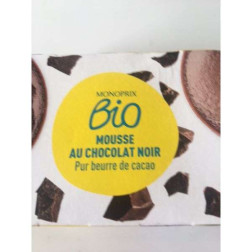 MONOPRIX
Bio
MOUSSE
AU CHOCOLAT NOIR
Pur beurre de cacao